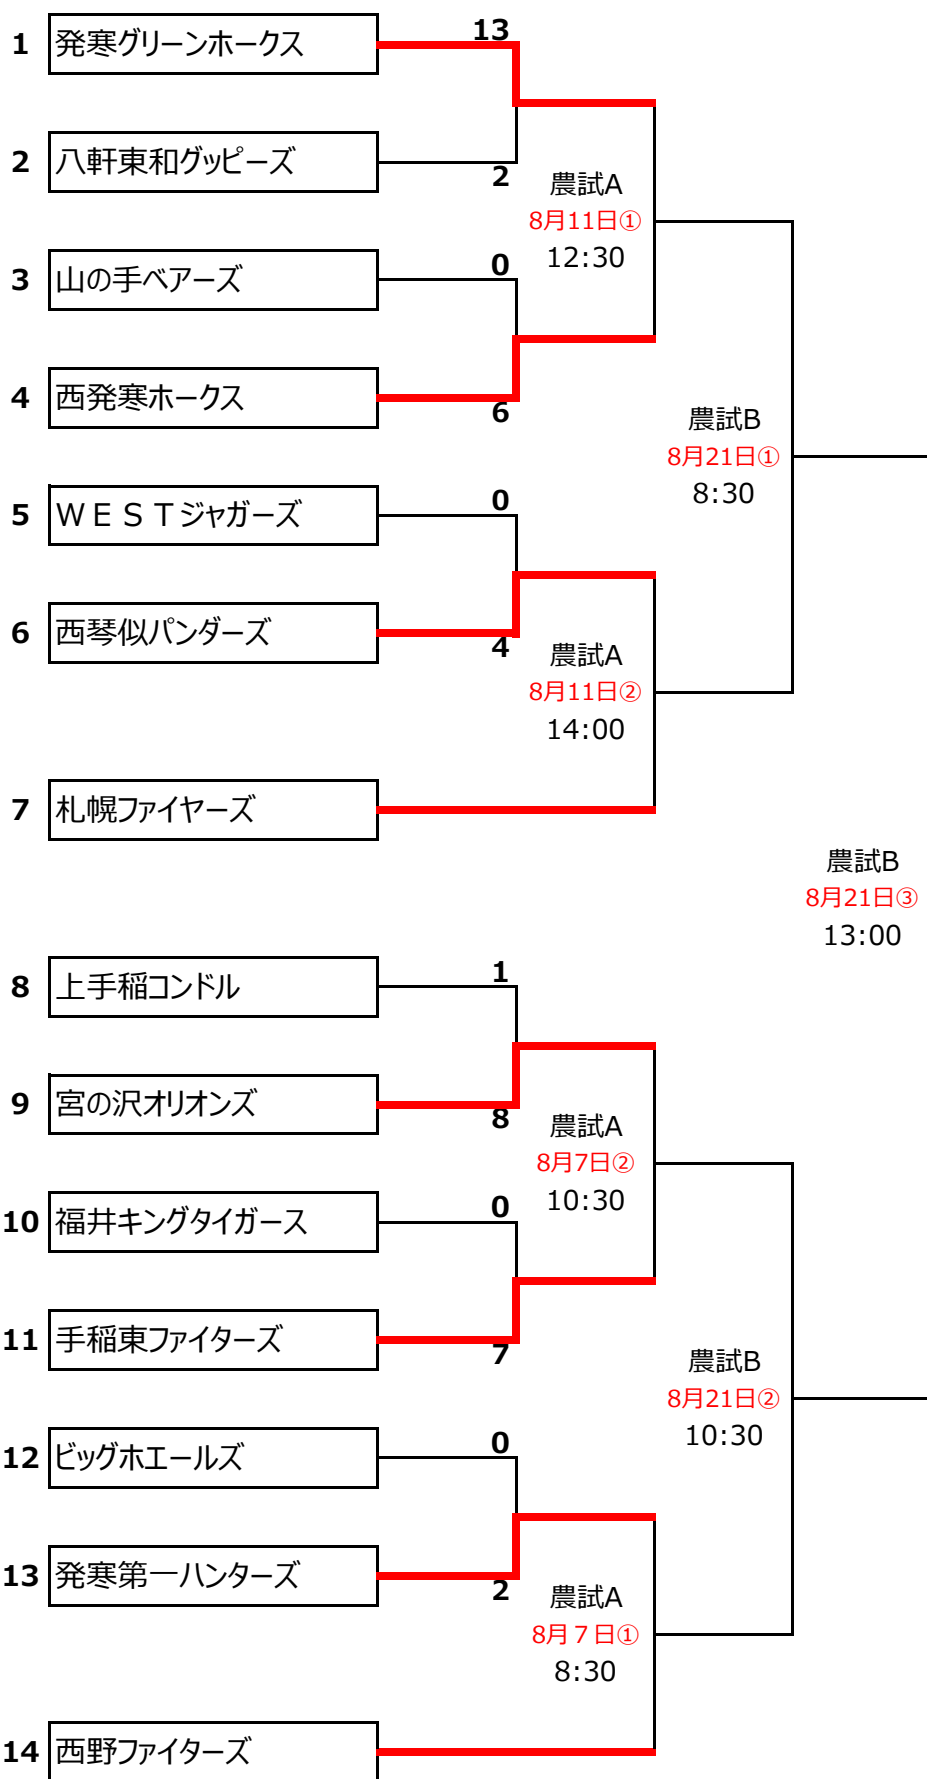 1 発寒グリーンホークス 13
2 八軒東和グッピーズ 2
農試A
8月11日①
12:30
3 山の手ベアーズ 0
4 西発寒ホークス 6
農試B
8月21日①
8:30
5 ＷＥＳＴジャガーズ 0
6 西琴似パンダーズ 4
農試A
8月11日②
14:00
7 札幌ファイヤーズ
農試B
8月21日③
13:00
8 上手稲コンドル 1
9 宮の沢オリオンズ 8
農試A
8月7日②
10:30
10 福井キングタイガース 0
11 手稲東ファイターズ 7
農試B
8月21日②
10:30
12 ビッグホエールズ 0
13 発寒第一ハンターズ 2
農試A
8月７日①
8:30
14 西野ファイターズ